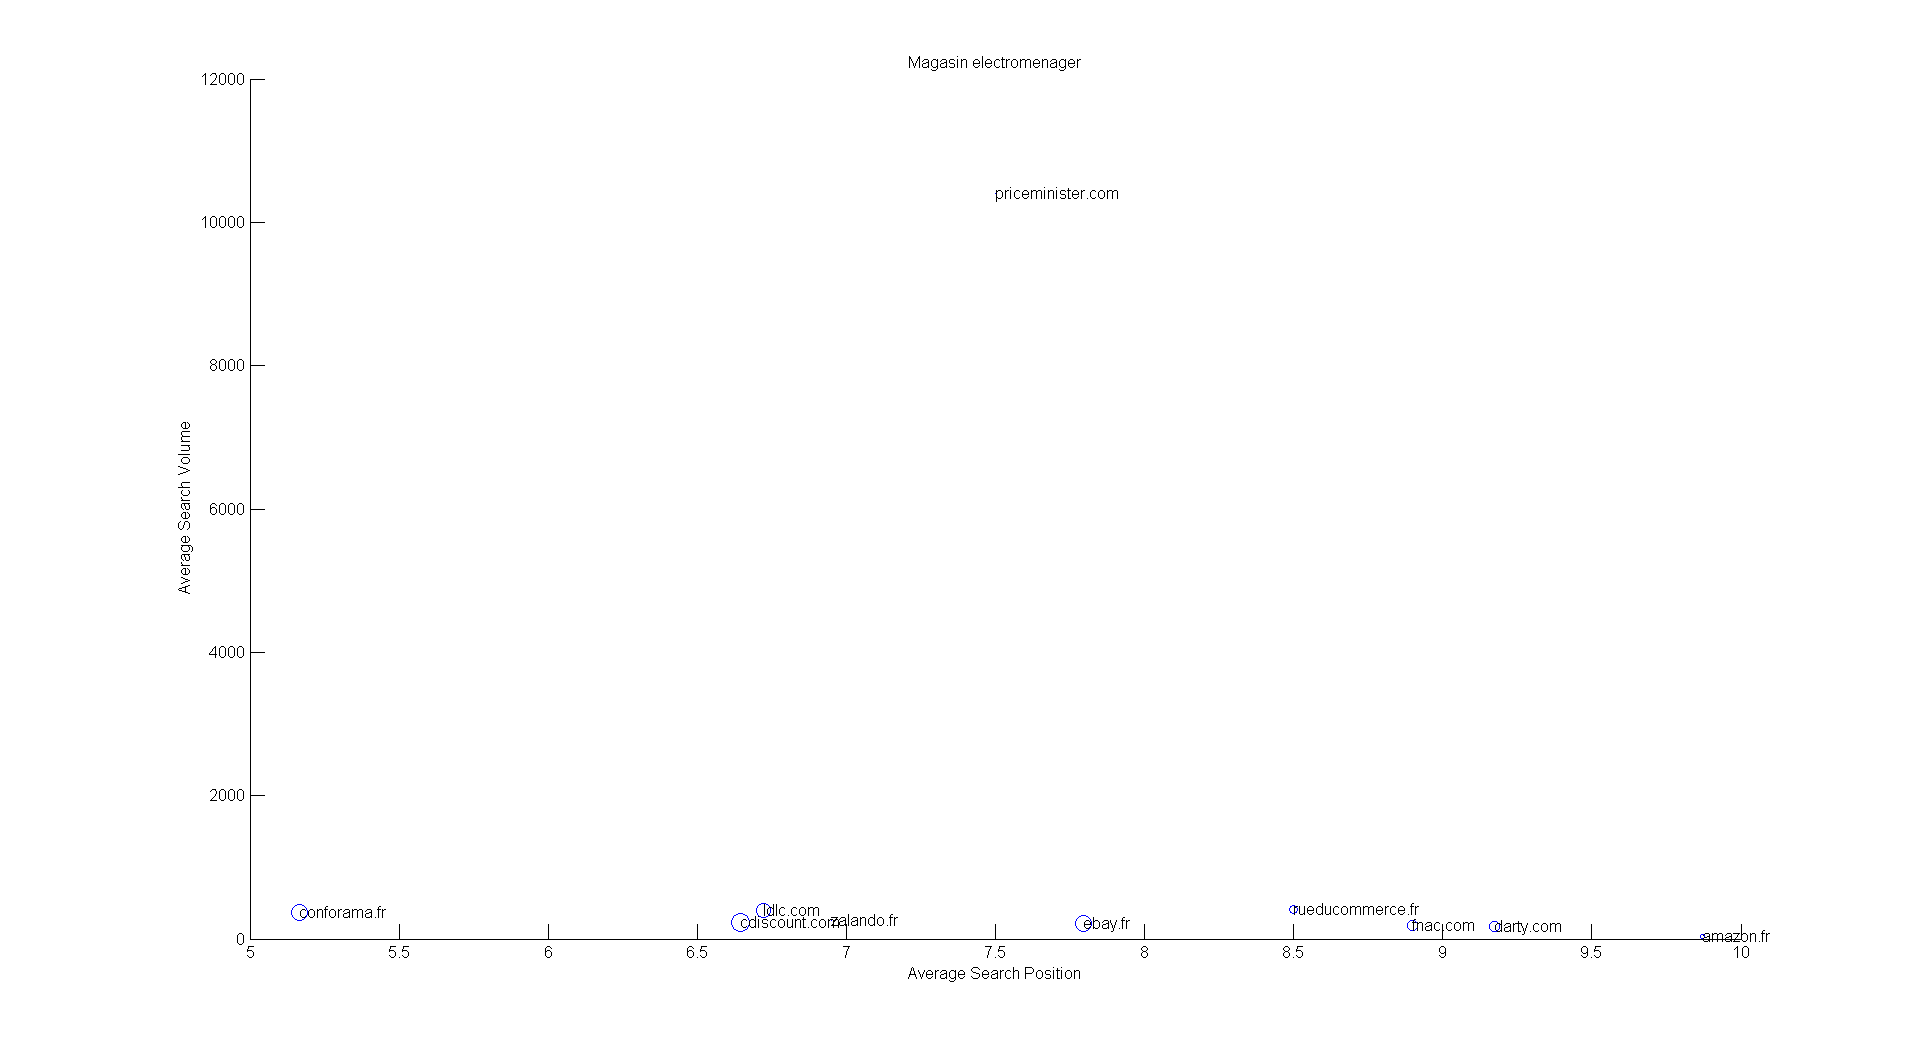 Magasin electromenager
12000
priceminister.com
10000
8000
6000
Average Search Volume
4000
2000
conforama.fr
ldlc.com
rueducommerce.fr
cdiscount.com
zalando.fr
ebay.fr
fnac.com
darty.com
amazon.fr
0
5
5.5
6
6.5
7
7.5
8
8.5
9
9.5
10
Average Search Position